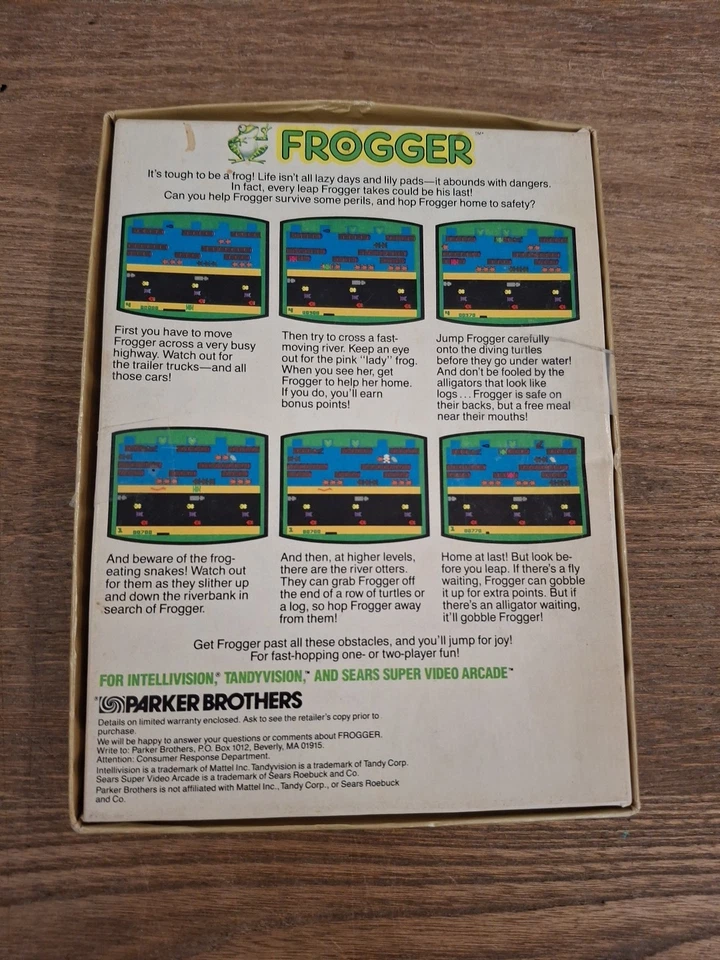 FROGGER™
It's tough to be a frog! Life isn't all lazy days and lily pads—it abounds with dangers.
In fact, every leap Frogger takes could be his last!
Can you help Frogger survive some perils, and hop Frogger home to safety?
First you have to move
Frogger across a very busy
highway. Watch out for
the trailer trucks—and all
those cars!
Then try to cross a fast-
moving river. Keep an eye
out for the pink "lady" frog.
When you see her, get
Frogger to help her home.
If you do, you'll earn
bonus points!
Jump Frogger carefully
onto the diving turtles
before they go under water!
And don't be fooled by the
alligators that look like
logs... Frogger is safe on
their backs, but a free meal
near their mouths!
And beware of the frog-
eating snakes! Watch out
for them as they slither up
and down the riverbank in
search of Frogger.
And then, at higher levels,
there are the river otters.
They can grab Frogger off
the end of a row of turtles or
a log, so hop Frogger away
from them!
Home at last! But look be-
fore you leap. If there's a fly
waiting, Frogger can gobble
it up for extra points. But if
there's an alligator waiting,
it'll gobble Frogger!
Get Frogger past all these obstacles, and you'll jump for joy!
For fast-hopping one- or two-player fun!
FOR INTELLIVISION,® TANDYVISION,™ AND SEARS SUPER VIDEO ARCADE™
PARKER BROTHERS
Details on limited warranty enclosed. Ask to see the retailer's copy prior to
purchase.
We will be happy to answer your questions or comments about FROGGER.
Write to: Parker Brothers, P.O. Box 1012, Beverly, MA 01915.
Attention: Consumer Response Department.
Intellivision is a trademark of Mattel Inc. Tandyvision is a trademark of Tandy Corp.
Sears Super Video Arcade is a trademark of Sears Roebuck and Co.
Parker Brothers is not affiliated with Mattel Inc., Tandy Corp., or Sears Roebuck
and Co.